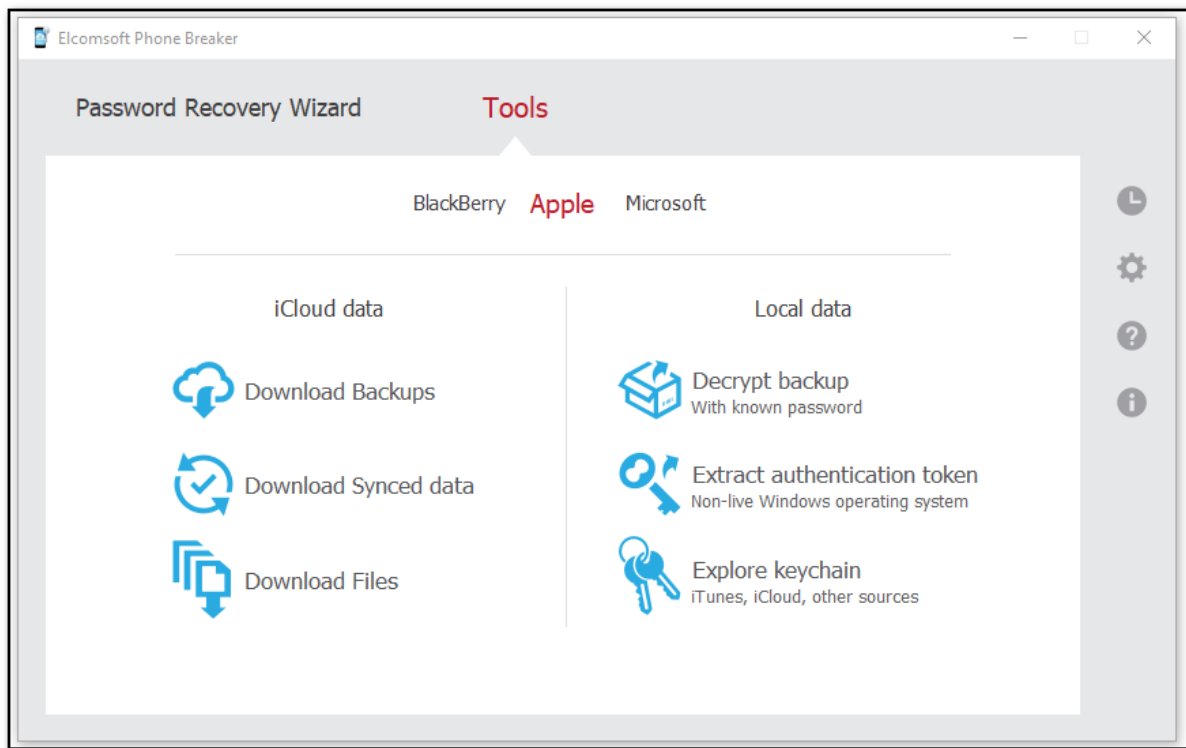 Elcomsoft Phone Breaker
Password Recovery Wizard
Tools
BlackBerry
Apple
Microsoft
iCloud data
Download Backups
Download Synced data
Download Files
Local data
Decrypt backup
With known password
Extract authentication token
Non-live Windows operating system
Explore keychain
iTunes, iCloud, other sources